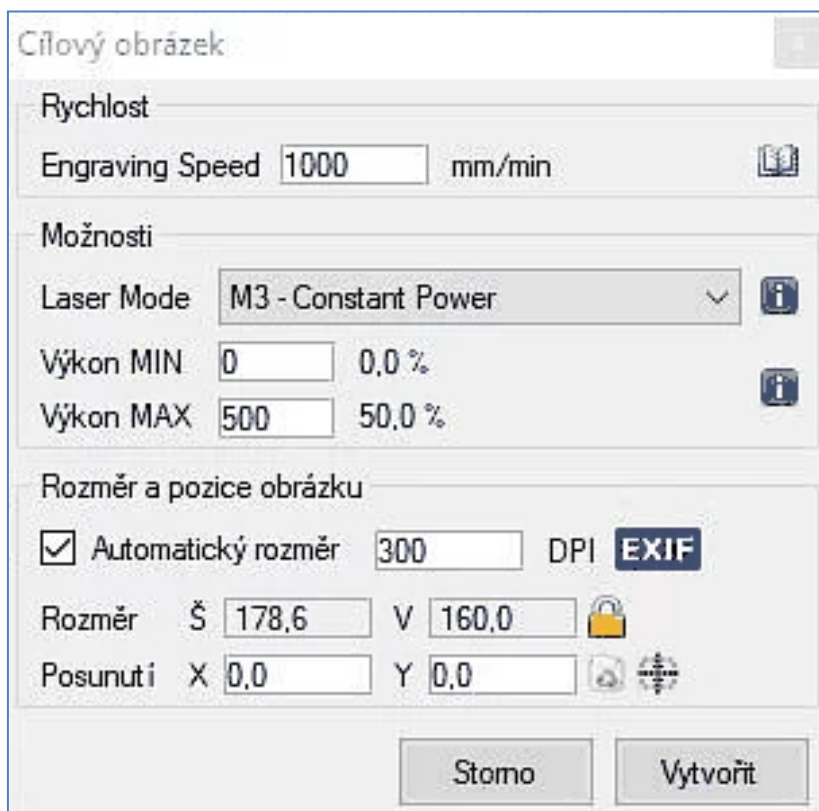 Cílový obrázek
Rychlost
Engraving Speed 1000 mm/min
Možnosti
Laser Mode M3 - Constant Power
Výkon MIN 0 0,0 %
Výkon MAX 500 50,0 %
Rozměr a pozice obrázku
Automatický rozměr 300 DPI EXIF
Rozměr Š 178,6 V 160,0
Posunutí X 0,0 Y 0,0
Storno Vytvořit